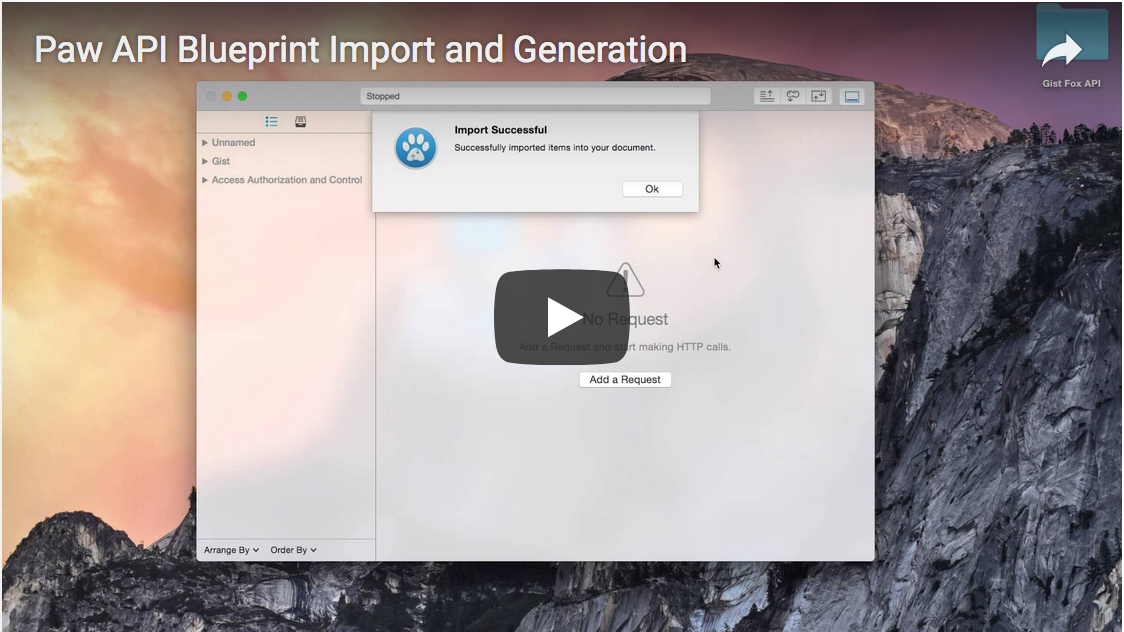 Paw API Blueprint Import and Generation
Gist Fox API
Stopped
Import Successful
Successfully imported items into your document.
Ok
Unnamed
Gist
Access Authorization and Control
No Request
Add a Request and start making HTTP calls.
Add a Request
Arrange By
Order By